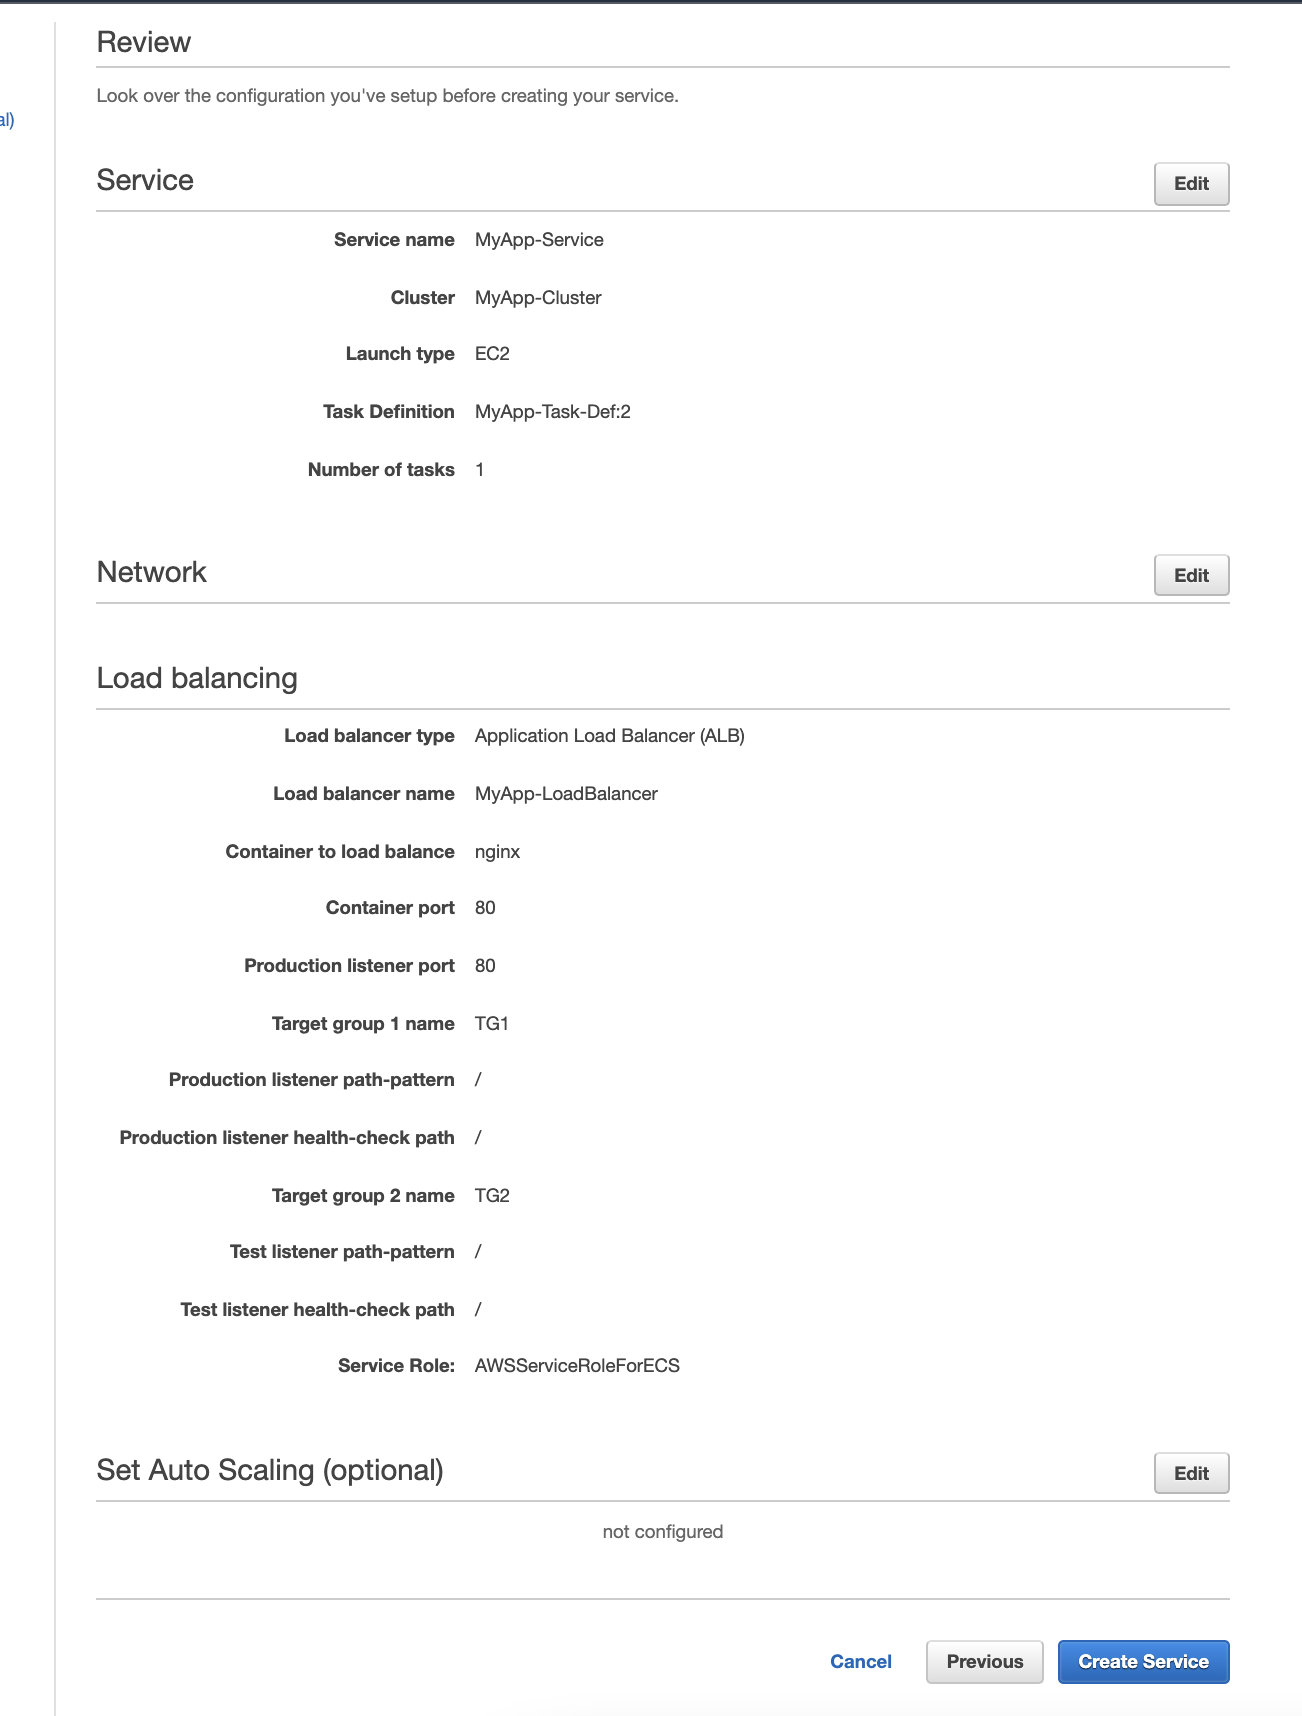 Review
Look over the configuration you've setup before creating your service.
al)
Service Edit
Service name MyApp-Service
Cluster MyApp-Cluster
Launch type EC2
Task Definition MyApp-Task-Def:2
Number of tasks 1
Network Edit
Load balancing
Load balancer type Application Load Balancer (ALB)
Load balancer name MyApp-LoadBalancer
Container to load balance nginx
Container port 80
Production listener port 80
Target group 1 name TG1
Production listener path-pattern /
Production listener health-check path /
Target group 2 name TG2
Test listener path-pattern /
Test listener health-check path /
Service Role: AWSServiceRoleForECS
Set Auto Scaling (optional) Edit
not configured
Cancel Previous Create Service